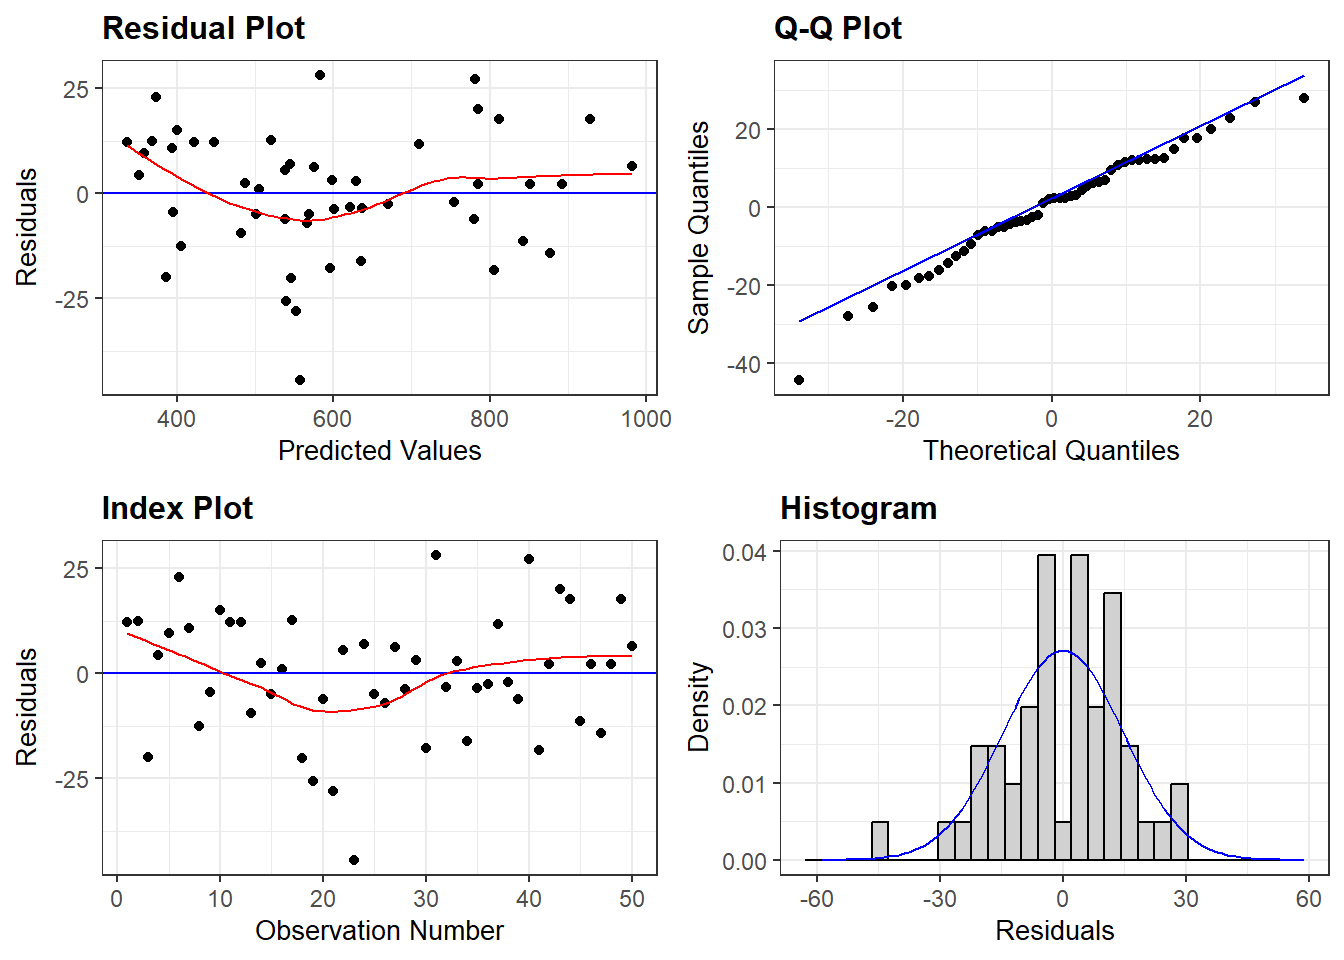 Residual Plot
25
0
-25
Residuals
400 600 800 1000
Predicted Values
Q-Q Plot
20
0
-20
-40
Sample Quantiles
-20 0 20
Theoretical Quantiles
Index Plot
25
0
-25
Residuals
0 10 20 30 40 50
Observation Number
Histogram
0.04
0.03
0.02
0.01
0.00
Density
-60 -30 0 30 60
Residuals